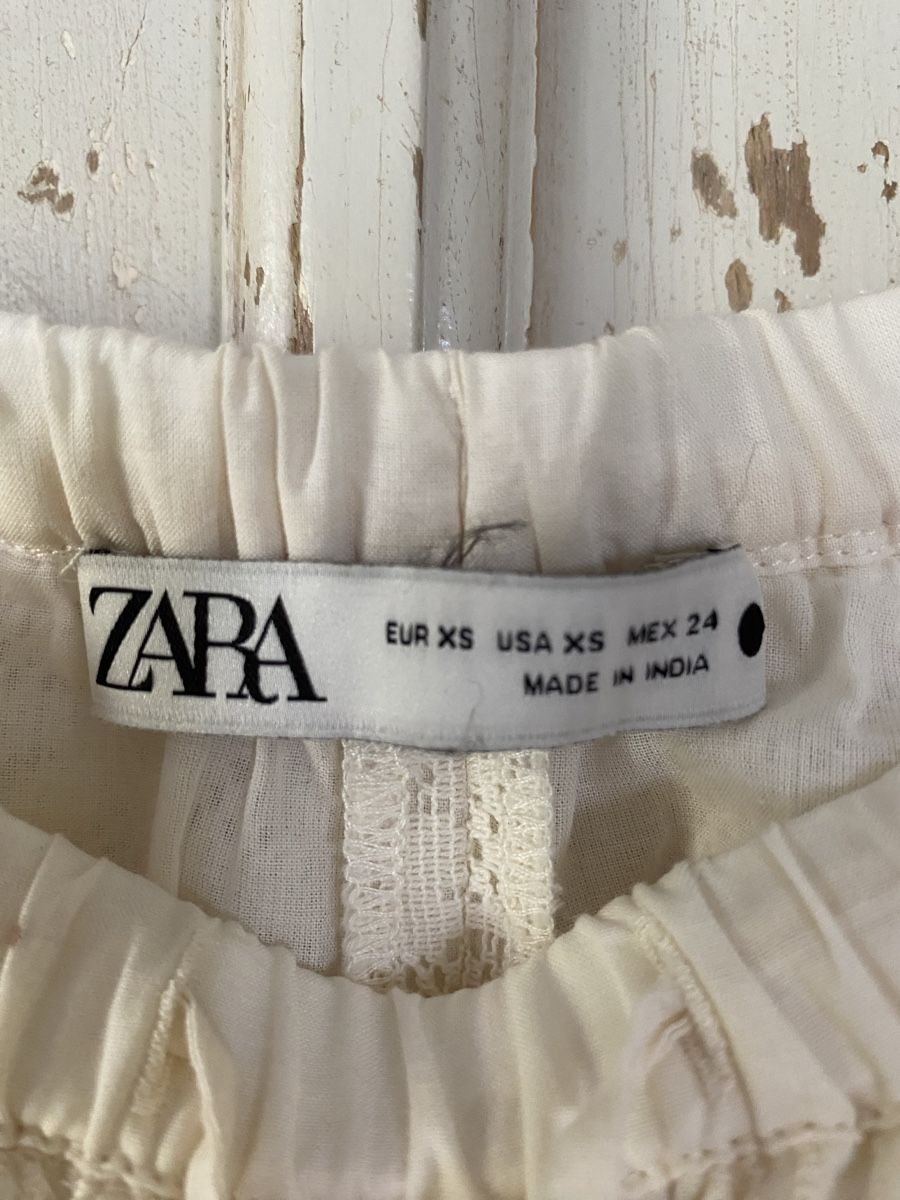 ZARA
EUR XS USA XS MEX 24
MADE IN INDIA